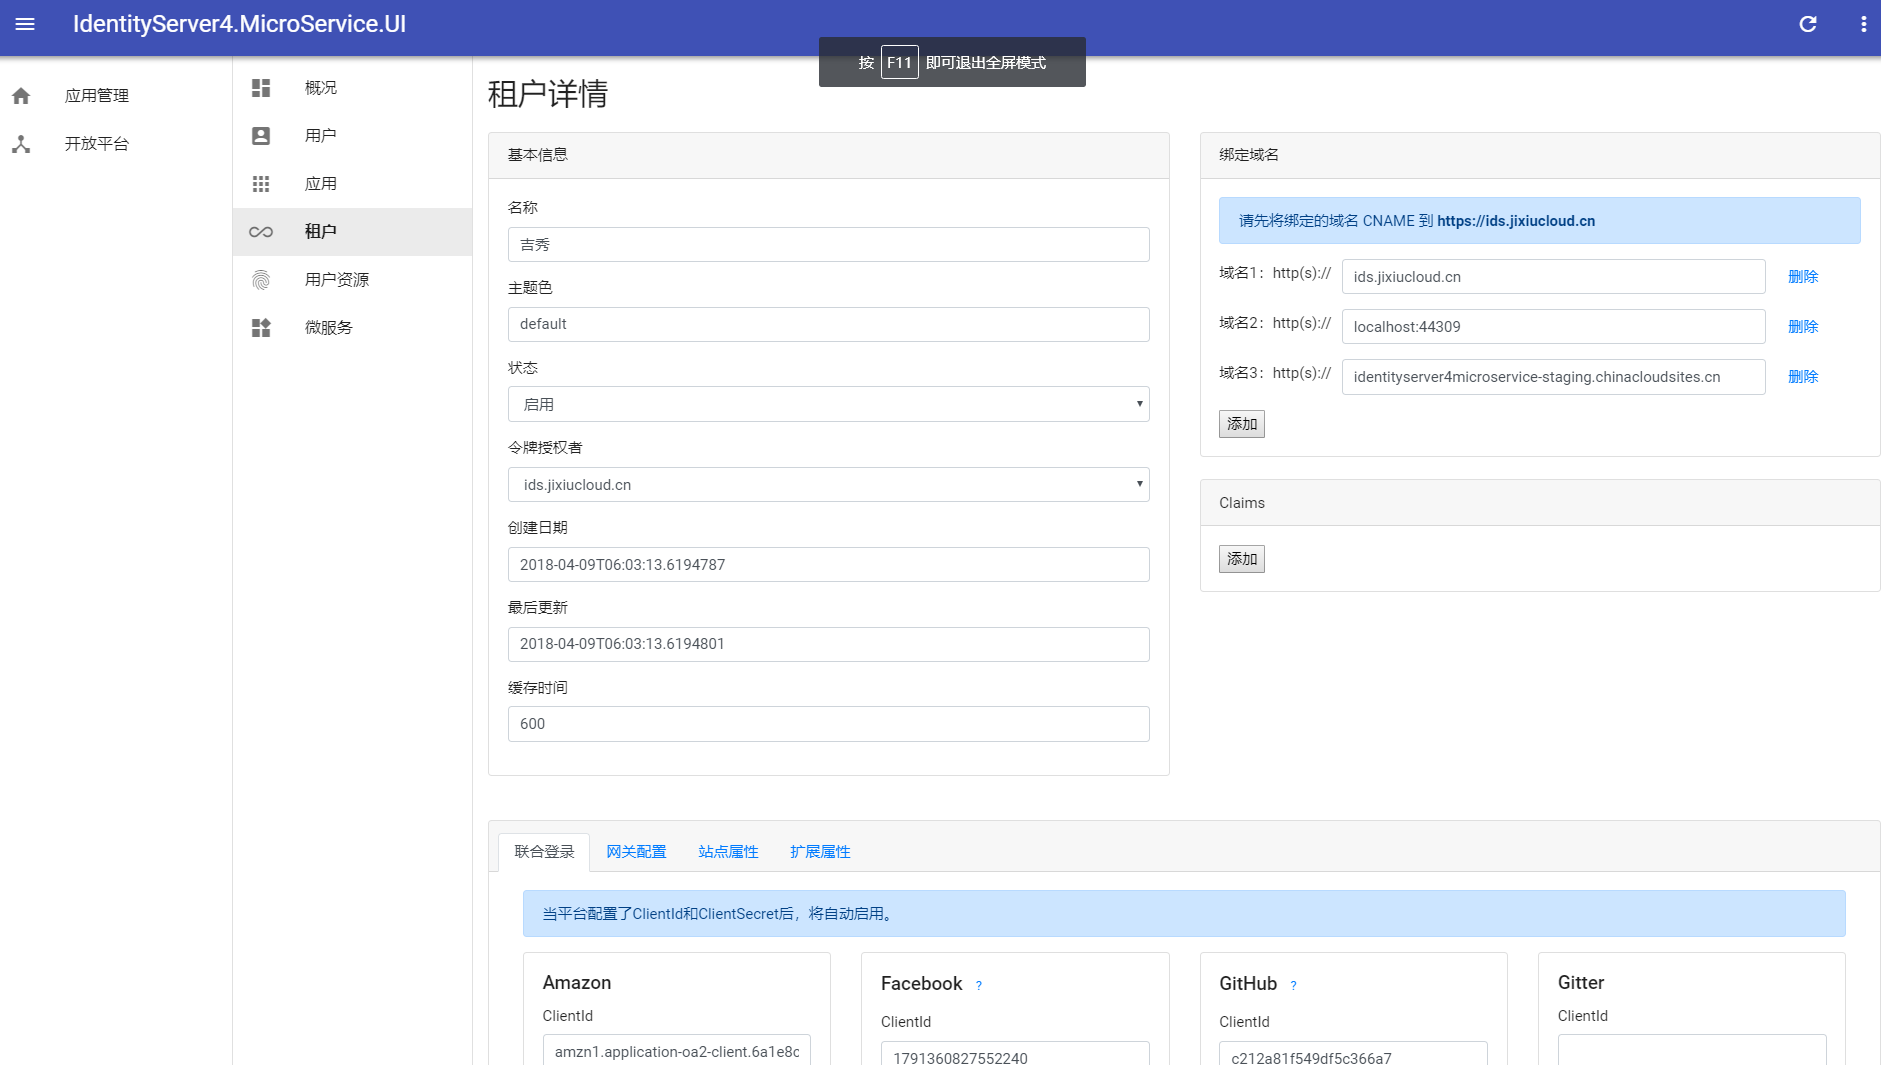 IdentityServer4.MicroService.UI
按 F11 即可退出全屏模式
应用管理
开放平台
概况
用户
应用
租户
用户资源
微服务
租户详情
基本信息
名称
吉秀
主题色
default
状态
启用
令牌授权者
ids.jixiucloud.cn
创建日期
2018-04-09T06:03:13.6194787
最后更新
2018-04-09T06:03:13.6194801
缓存时间
600
绑定域名
请先将绑定的域名 CNAME 到 https://ids.jixiucloud.cn
域名1：http(s):// ids.jixiucloud.cn 删除
域名2：http(s):// localhost:44309 删除
域名3：http(s):// identityserver4microservice-staging.chinacloudsites.cn 删除
添加
Claims
添加
联合登录 网关配置 站点属性 扩展属性
当平台配置了ClientId和ClientSecret后，将自动启用。
Amazon
ClientId
amzn1.application-oa2-client.6a1e8c
Facebook ?
ClientId
1791360827552240
GitHub ?
ClientId
c212a81f549df5c366a7
Gitter
ClientId